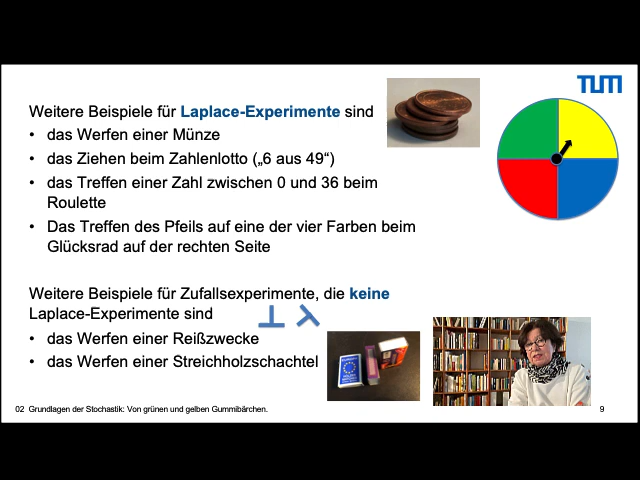 TUM
Weitere Beispiele für Laplace-Experimente sind
• das Werfen einer Münze
• das Ziehen beim Zahlenlotto („6 aus 49“)
• das Treffen einer Zahl zwischen 0 und 36 beim
Roulette
• Das Treffen des Pfeils auf eine der vier Farben beim
Glücksrad auf der rechten Seite
Weitere Beispiele für Zufallsexperimente, die keine
Laplace-Experimente sind
• das Werfen einer Reißzwecke
• das Werfen einer Streichholzschachtel
02 Grundlagen der Stochastik: Von grünen und gelben Gummibärchen.
9